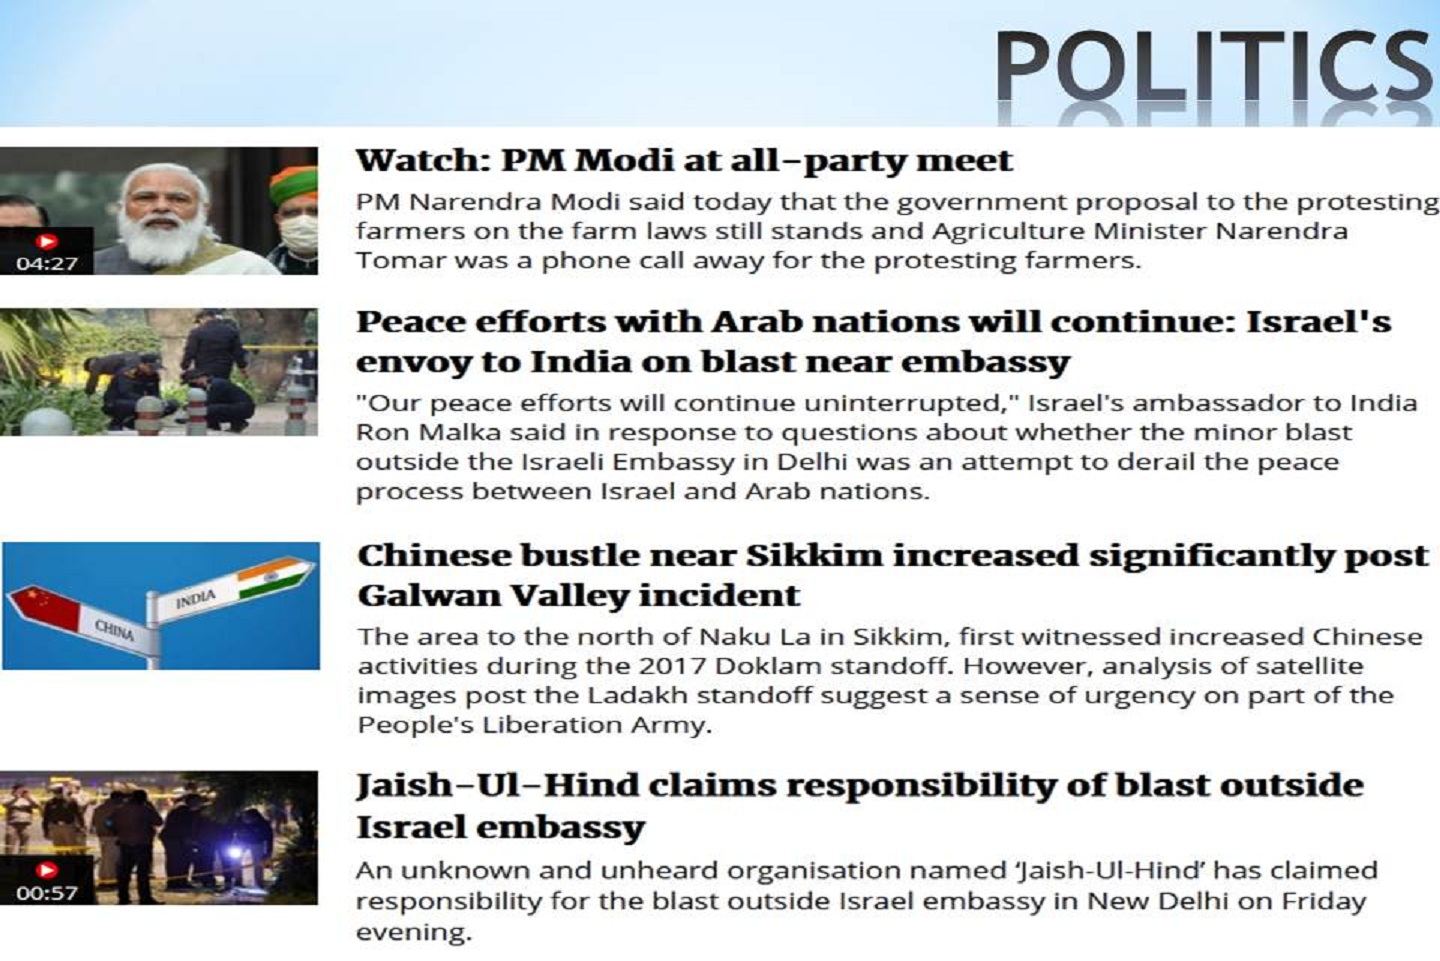 POLITICS
Watch: PM Modi at all-party meet
PM Narendra Modi said today that the government proposal to the protesting
farmers on the farm laws still stands and Agriculture Minister Narendra
Tomar was a phone call away for the protesting farmers.
04:27
Peace efforts with Arab nations will continue: Israel's
envoy to India on blast near embassy
"Our peace efforts will continue uninterrupted," Israel's ambassador to India
Ron Malka said in response to questions about whether the minor blast
outside the Israeli Embassy in Delhi was an attempt to derail the peace
process between Israel and Arab nations.
Chinese bustle near Sikkim increased significantly post
Galwan Valley incident
INDIA
CHINA
The area to the north of Naku La in Sikkim, first witnessed increased Chinese
activities during the 2017 Doklam standoff. However, analysis of satellite
images post the Ladakh standoff suggest a sense of urgency on part of the
People's Liberation Army.
Jaish-Ul-Hind claims responsibility of blast outside
Israel embassy
An unknown and unheard organisation named ‘Jaish-Ul-Hind’ has claimed
responsibility for the blast outside Israel embassy in New Delhi on Friday
evening.
00:57